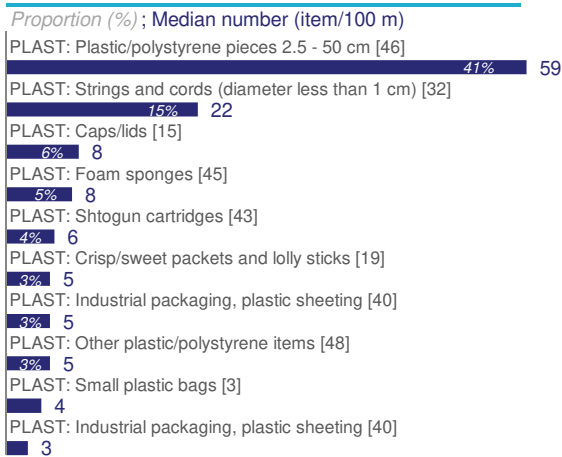 Proportion (%) ; Median number (item/100 m)
PLAST: Plastic/polystyrene pieces 2.5 - 50 cm [46]
41% 59
PLAST: Strings and cords (diameter less than 1 cm) [32]
15% 22
PLAST: Caps/lids [15]
6% 8
PLAST: Foam sponges [45]
5% 8
PLAST: Shtogun cartridges [43]
4% 6
PLAST: Crisp/sweet packets and lolly sticks [19]
3% 5
PLAST: Industrial packaging, plastic sheeting [40]
3% 5
PLAST: Other plastic/polystyrene items [48]
3% 5
PLAST: Small plastic bags [3]
4
PLAST: Industrial packaging, plastic sheeting [40]
3